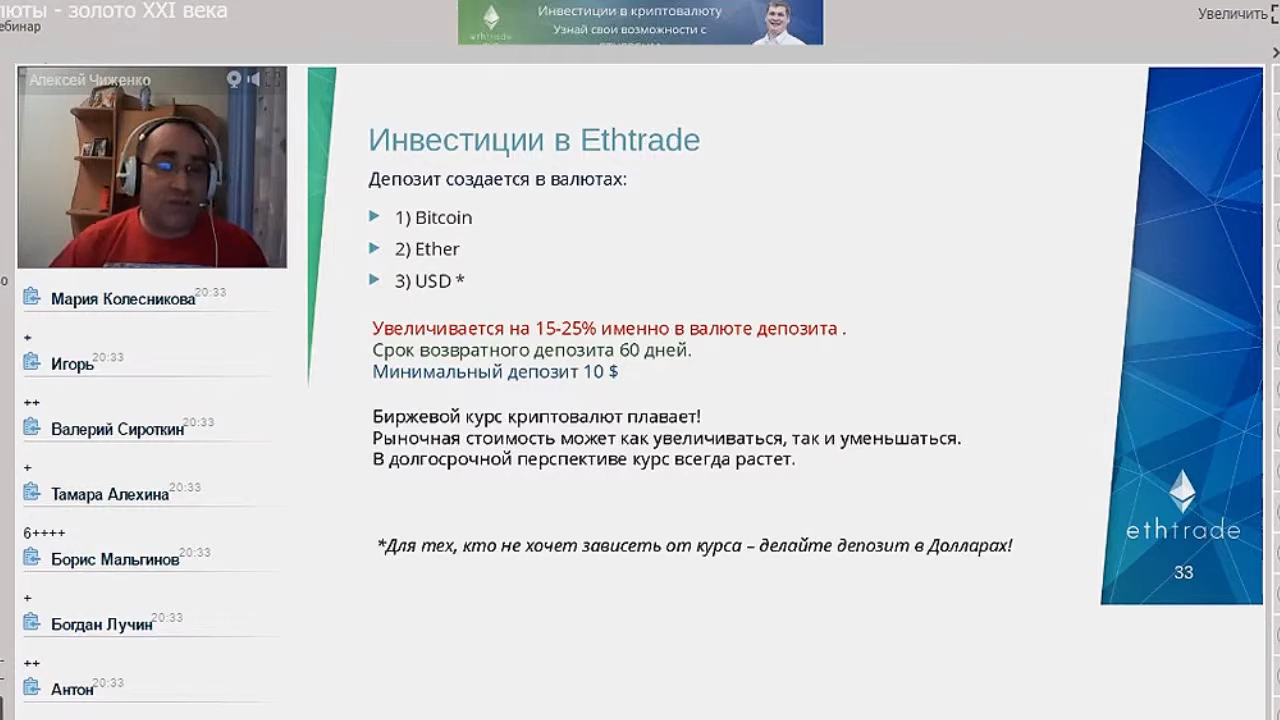 люты - золото XXI века
ебинар
ethtrade
Инвестиции в криптовалюту
Узнай свои возможности с
Увеличить
Алексей Чиженко
Мария Колесникова 20:33
+
Игорь 20:33
++
Валерий Сироткин 20:33
+
Тамара Алехина 20:33
6++++
Борис Мальгинов 20:33
+
Богдан Лучин 20:33
++
Антон 20:33
Инвестиции в Ethtrade
Депозит создается в валютах:
1) Bitcoin
2) Ether
3) USD *
Увеличивается на 15-25% именно в валюте депозита .
Срок возвратного депозита 60 дней.
Минимальный депозит 10 $
Биржевой курс криптовалют плавает!
Рыночная стоимость может как увеличиваться, так и уменьшаться.
В долгосрочной перспективе курс всегда растет.
*Для тех, кто не хочет зависеть от курса – делайте депозит в Долларах!
ethtrade
33